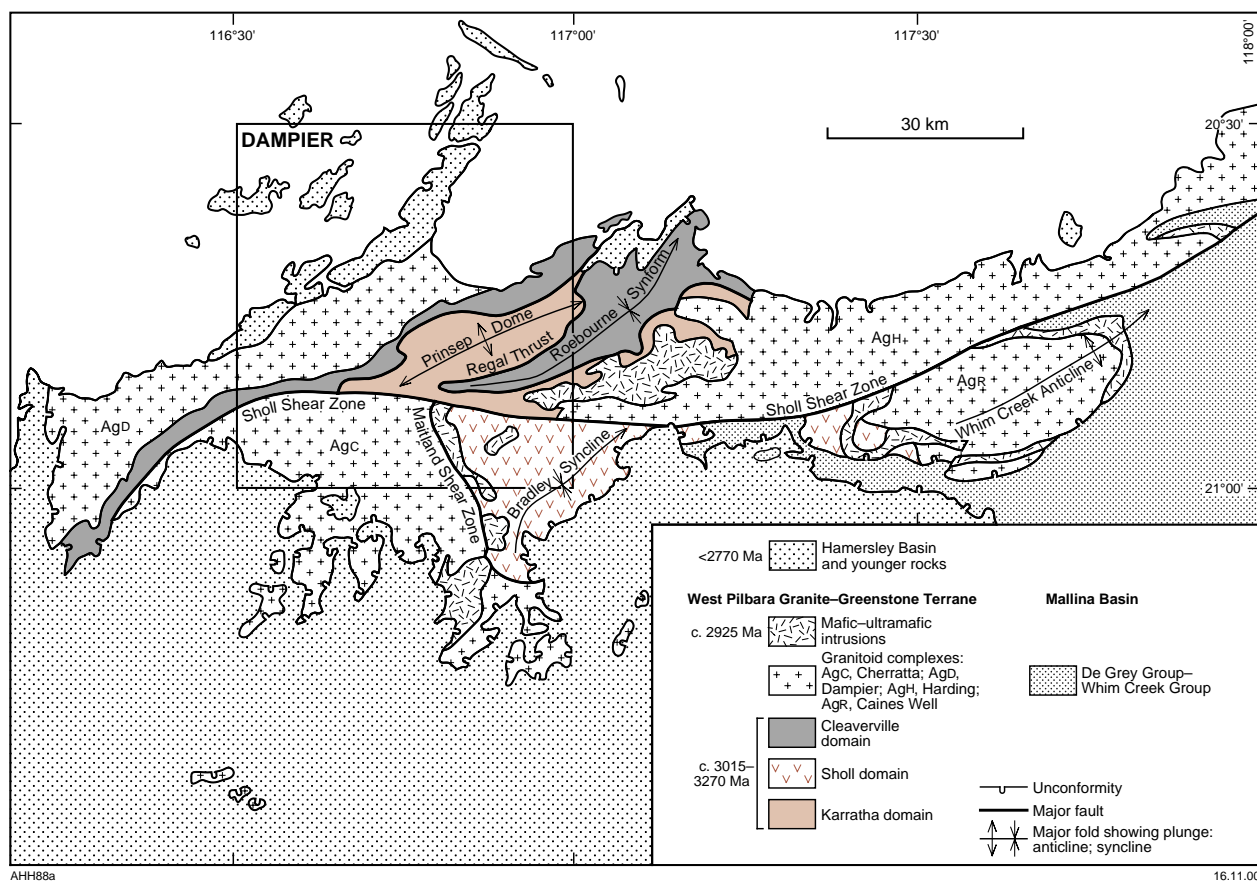 116°30'
117°00'
117°30'
118°00'
20°30'
DAMPIER
30 km
Prinsep Dome
Regal Thrust
Roebourne Synform
AgH
AgD
Sholl Shear Zone
Sholl Shear Zone
AgR
Whim Creek Anticline
AgC
Maitland Shear Zone
Bradley Syncline
21°00'
<2770 Ma
Hamersley Basin
and younger rocks
West Pilbara Granite–Greenstone Terrane
Mallina Basin
c. 2925 Ma
Mafic–ultramafic
intrusions
Granitoid complexes:
AgC, Cherratta; AgD,
Dampier; AgH, Harding;
AgR, Caines Well
De Grey Group–
Whim Creek Group
Cleaverville
domain
c. 3015–
3270 Ma
Sholl domain
Karratha domain
Unconformity
Major fault
Major fold showing plunge:
anticline; syncline
AHH88a
16.11.00